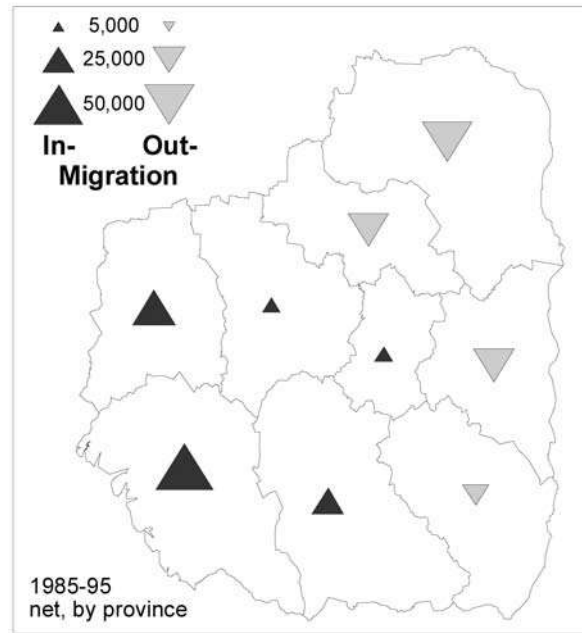 5,000
25,000
50,000
In- Out-
Migration
1985-95
net, by province